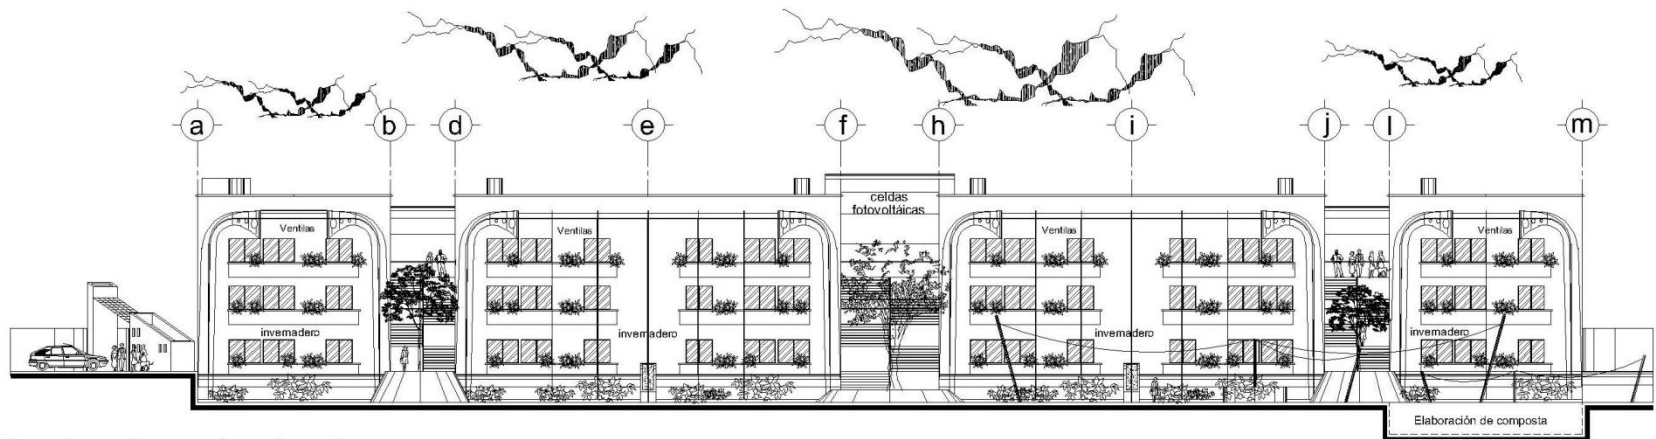 a b d e f h i j l m
celdas
fotovoltáicas
Ventilas
Ventilas
Ventilas
Ventilas
invernadero
invernadero
invernadero
invernadero
Elaboración de composta